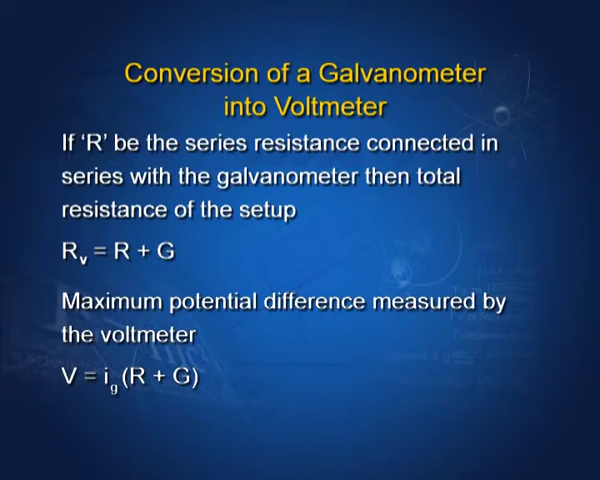 Conversion of a Galvanometer
into Voltmeter
If ‘R’ be the series resistance connected in
series with the galvanometer then total
resistance of the setup
Rᵥ = R + G
Maximum potential difference measured by
the voltmeter
V = i_g (R + G)